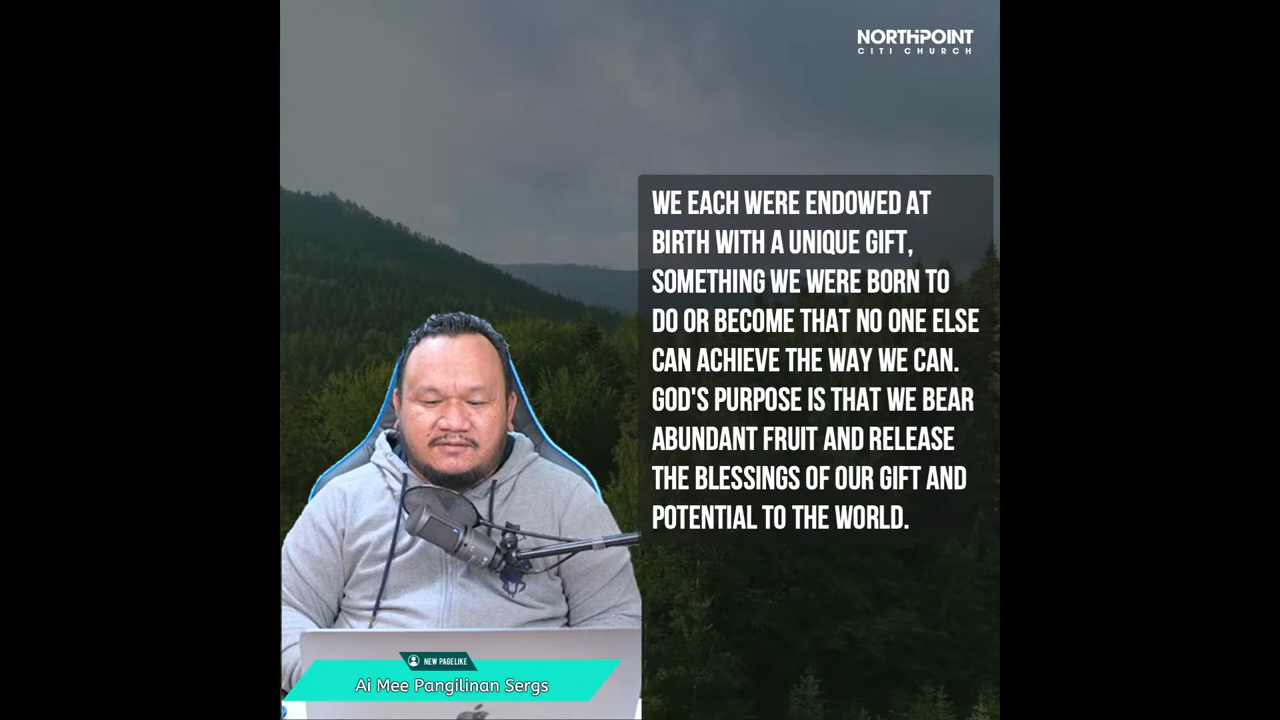 NORTHPOINT
CITI CHURCH
WE EACH WERE ENDOWED AT
BIRTH WITH A UNIQUE GIFT,
SOMETHING WE WERE BORN TO
DO OR BECOME THAT NO ONE ELSE
CAN ACHIEVE THE WAY WE CAN.
GOD'S PURPOSE IS THAT WE BEAR
ABUNDANT FRUIT AND RELEASE
THE BLESSINGS OF OUR GIFT AND
POTENTIAL TO THE WORLD.
NEW PAGELIKE
Ai Mee Pangilinan Sergs